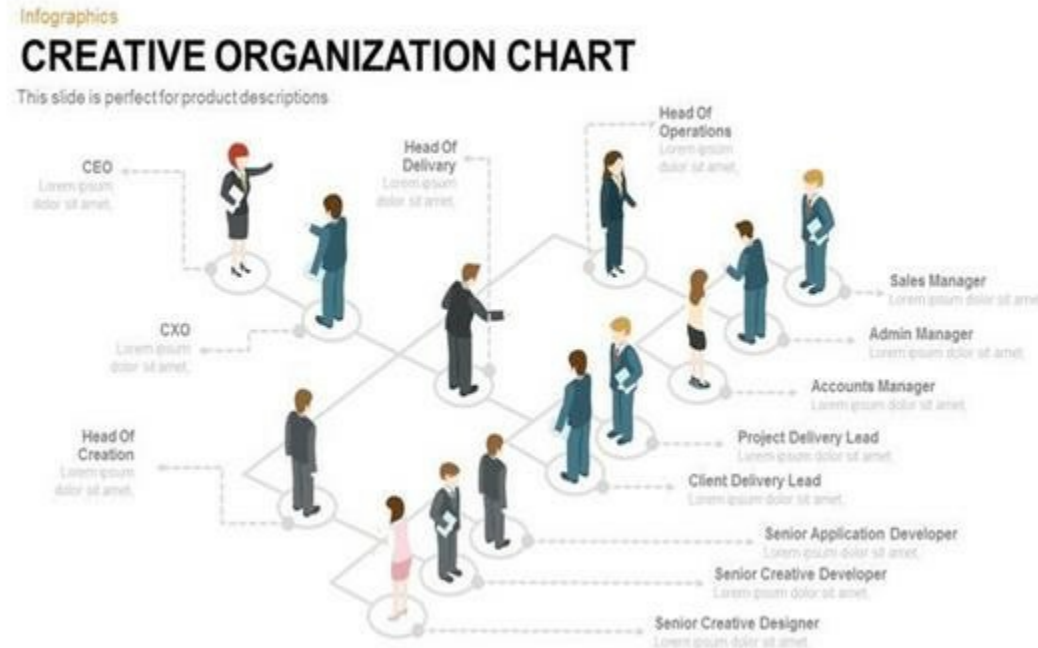 Infographics
CREATIVE ORGANIZATION CHART
This slide is perfect for product descriptions
CEO
Lorem ipsum
dolor sit amet,
Head Of
Delivary
Lorem ipsum
dolor sit amet,
Head Of
Operations
Lorem ipsum
dolor sit amet,
CXO
Lorem ipsum
dolor sit amet,
Head Of
Creation
Lorem ipsum
dolor sit amet,
Sales Manager
Lorem ipsum dolor sit ame
Admin Manager
Lorem ipsum dolor sit amet,
Accounts Manager
Lorem ipsum dolor sit amet,
Project Delivery Lead
Lorem ipsum dolor sit amet,
Client Delivery Lead
Lorem ipsum dolor sit amet,
Senior Application Developer
Lorem ipsum dolor sit amet,
Senior Creative Developer
Lorem ipsum dolor sit amet,
Senior Creative Designer
Lorem ipsum dolor sit amet,